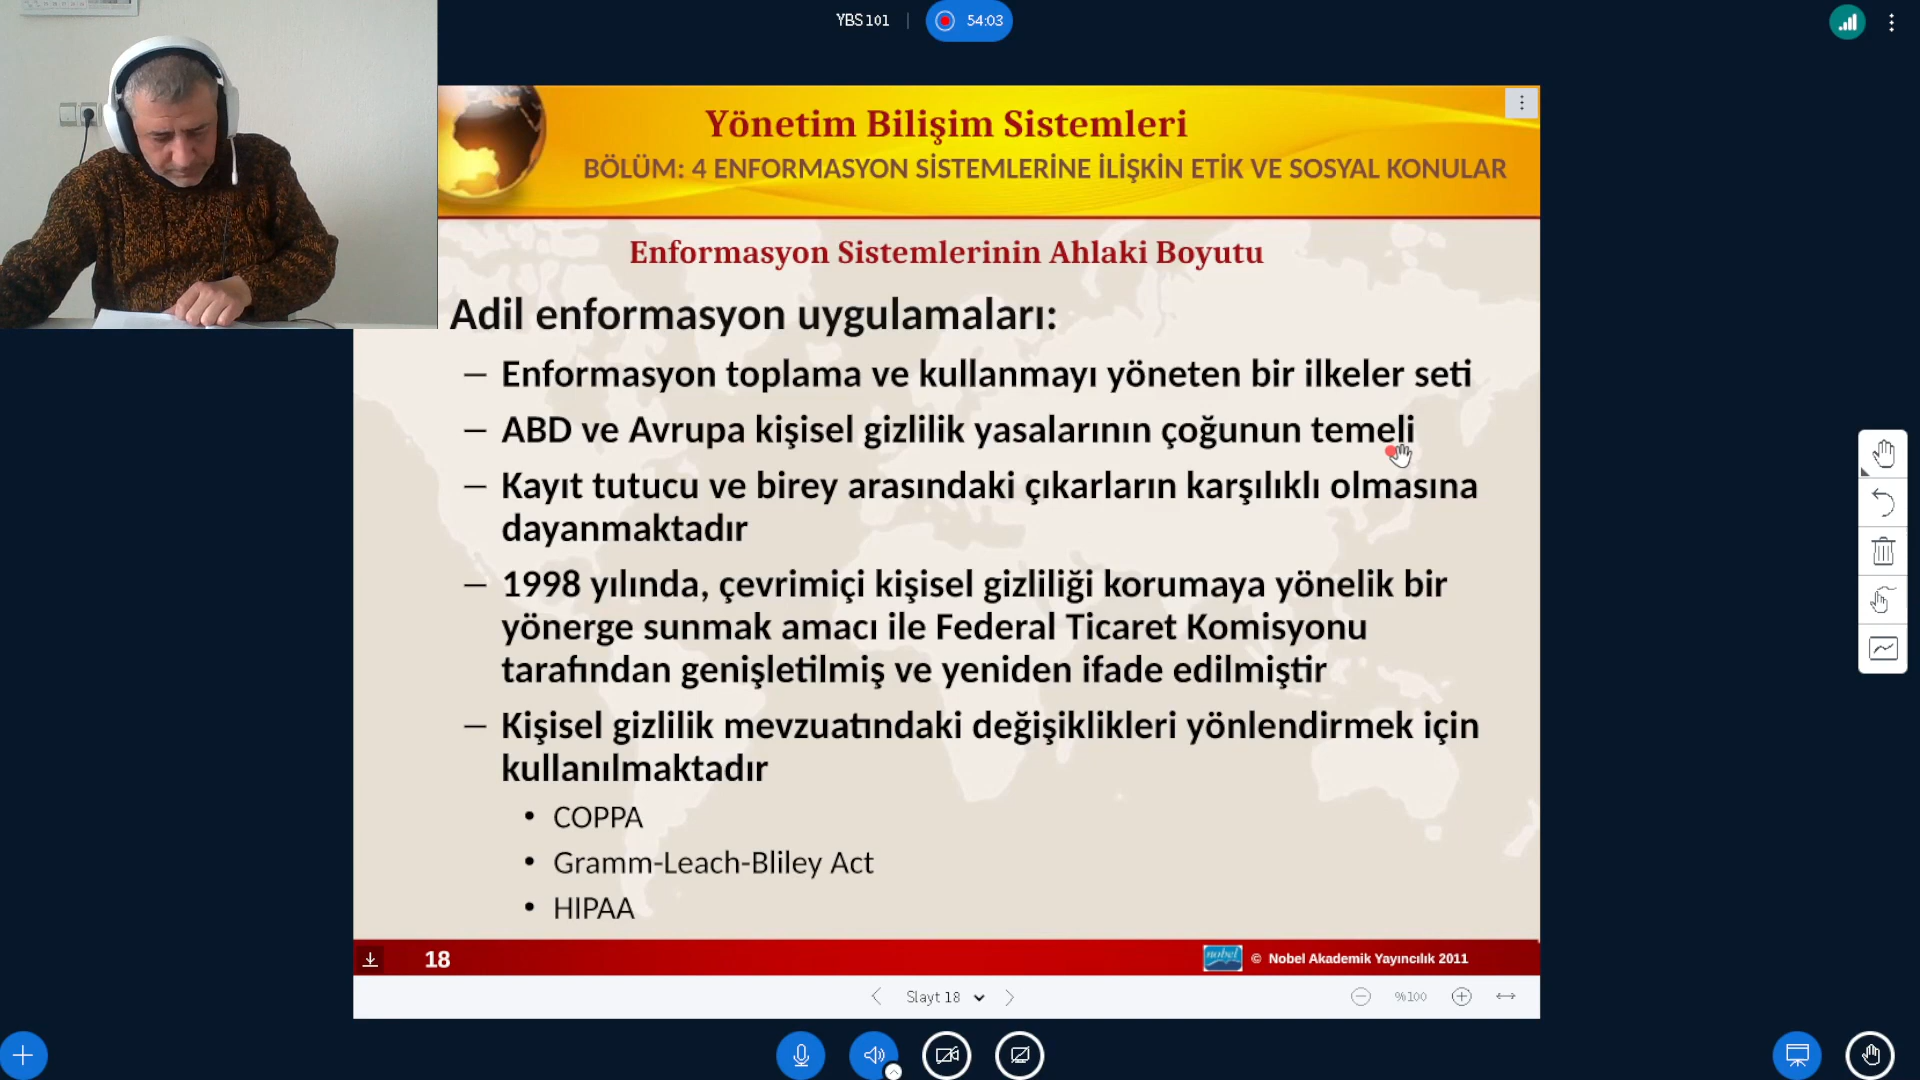 YBS 101
54:03
Yönetim Bilişim Sistemleri
BÖLÜM: 4 ENFORMASYON SİSTEMLERİNE İLİŞKİN ETİK VE SOSYAL KONULAR
Enformasyon Sistemlerinin Ahlaki Boyutu
Adil enformasyon uygulamaları:
– Enformasyon toplama ve kullanmayı yöneten bir ilkeler seti
– ABD ve Avrupa kişisel gizlilik yasalarının çoğunun temeli
– Kayıt tutucu ve birey arasındaki çıkarların karşılıklı olmasına
dayanmaktadır
– 1998 yılında, çevrimiçi kişisel gizliliği korumaya yönelik bir
yönerge sunmak amacı ile Federal Ticaret Komisyonu
tarafından genişletilmiş ve yeniden ifade edilmiştir
– Kişisel gizlilik mevzuatındaki değişiklikleri yönlendirmek için
kullanılmaktadır
• COPPA
• Gramm-Leach-Bliley Act
• HIPAA
18
nobel
© Nobel Akademik Yayıncılık 2011
Slayt 18
%100